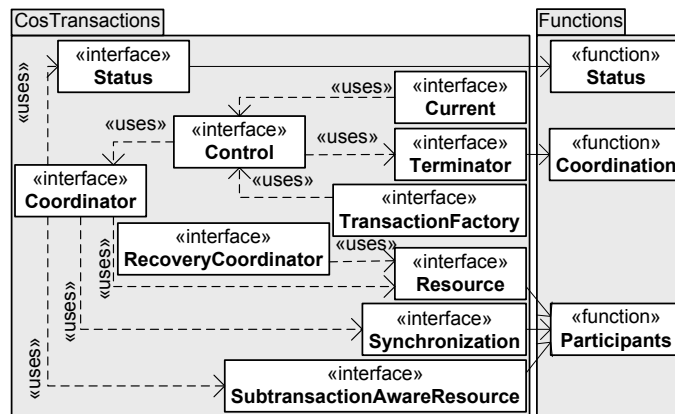 CosTransactions
Functions
«interface»
Status
«function»
Status
«uses»
«uses»
«interface»
Current
«uses»
«interface»
Control
«uses»
«interface»
Terminator
«function»
Coordination
«interface»
Coordinator
«uses»
«interface»
TransactionFactory
«interface»
RecoveryCoordinator
«uses»
«interface»
Resource
«uses»
«uses»
«uses»
«interface»
Synchronization
«function»
Participants
«interface»
SubtransactionAwareResource